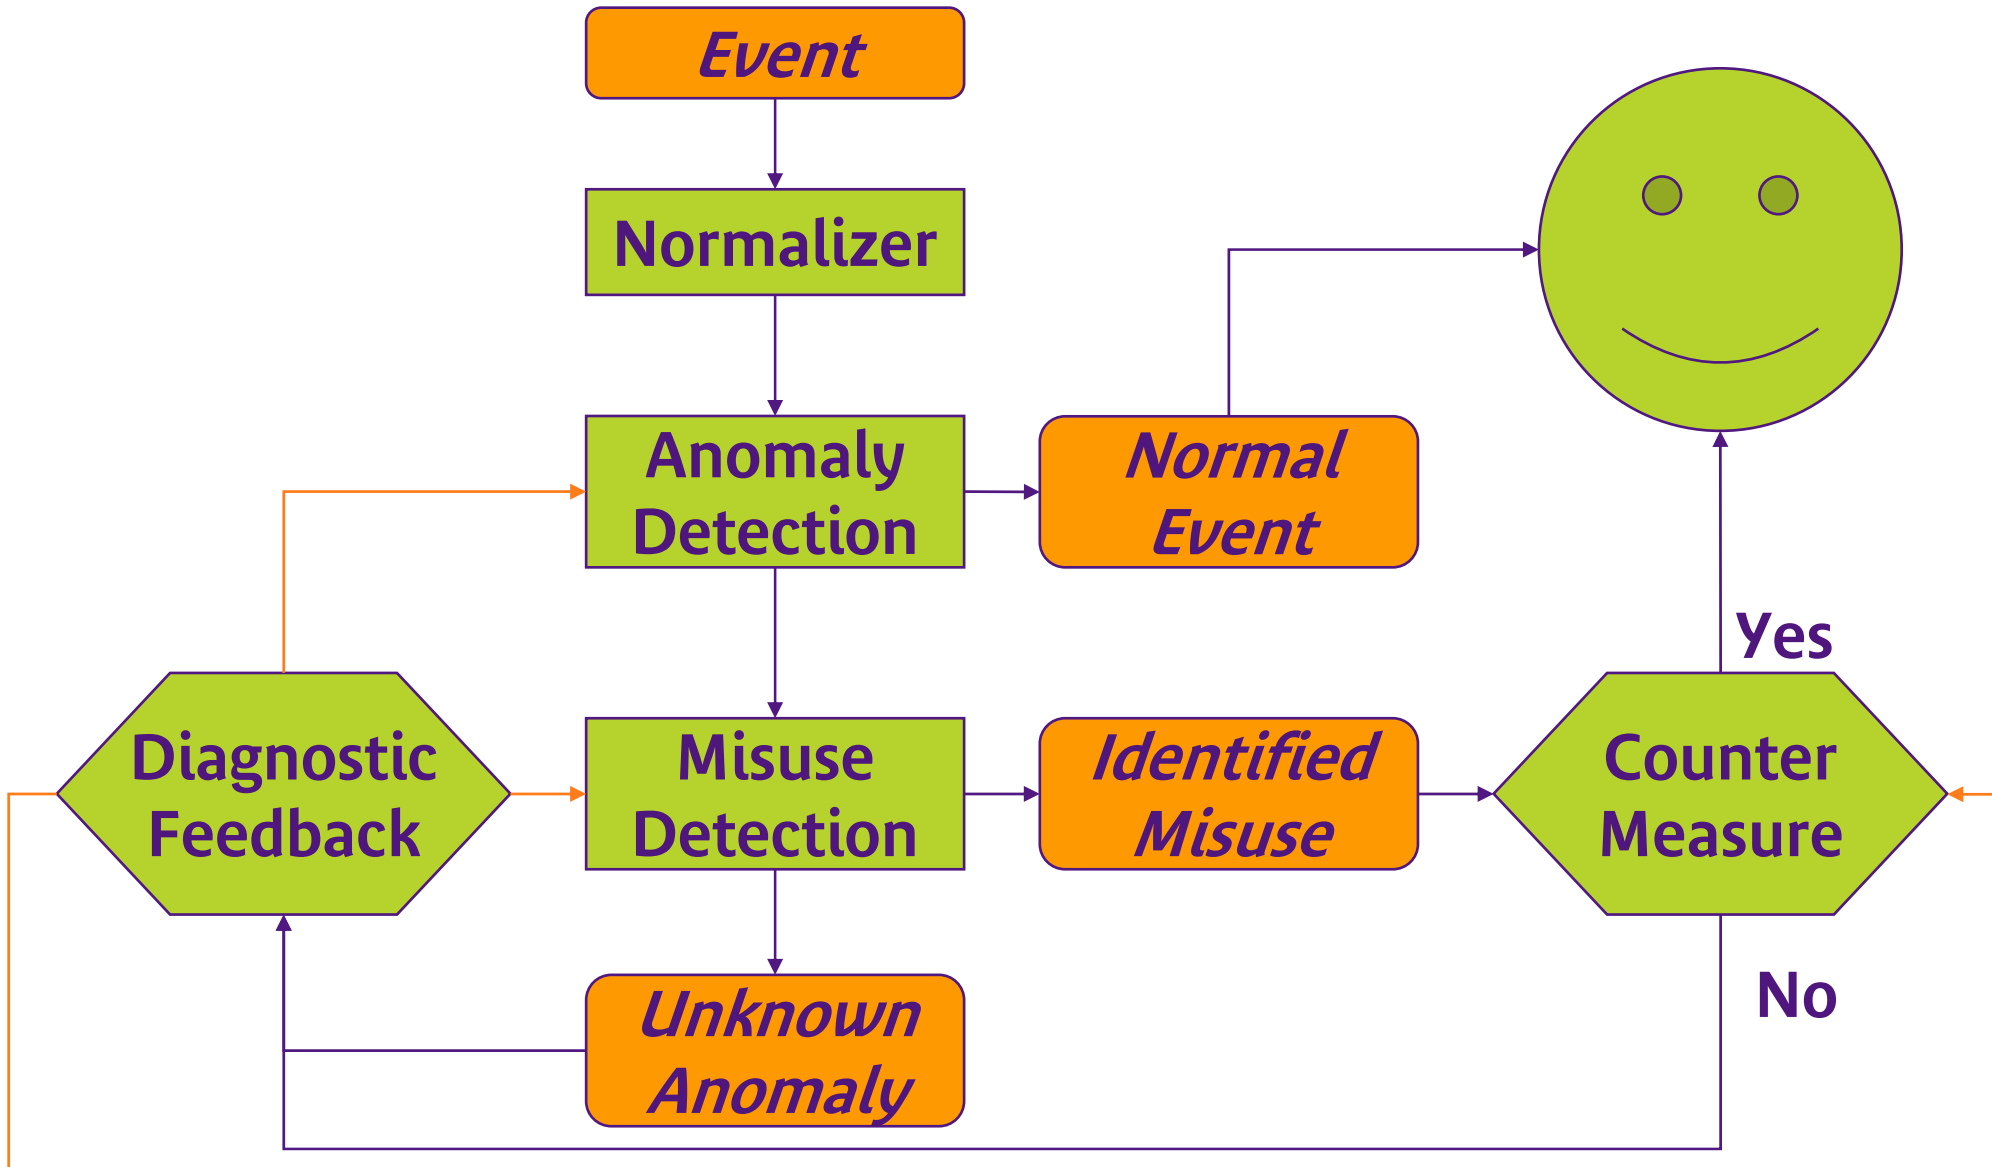 Event
Normalizer
Anomaly
Detection
Normal
Event
Yes
Diagnostic
Feedback
Misuse
Detection
Identified
Misuse
Counter
Measure
No
Unknown
Anomaly